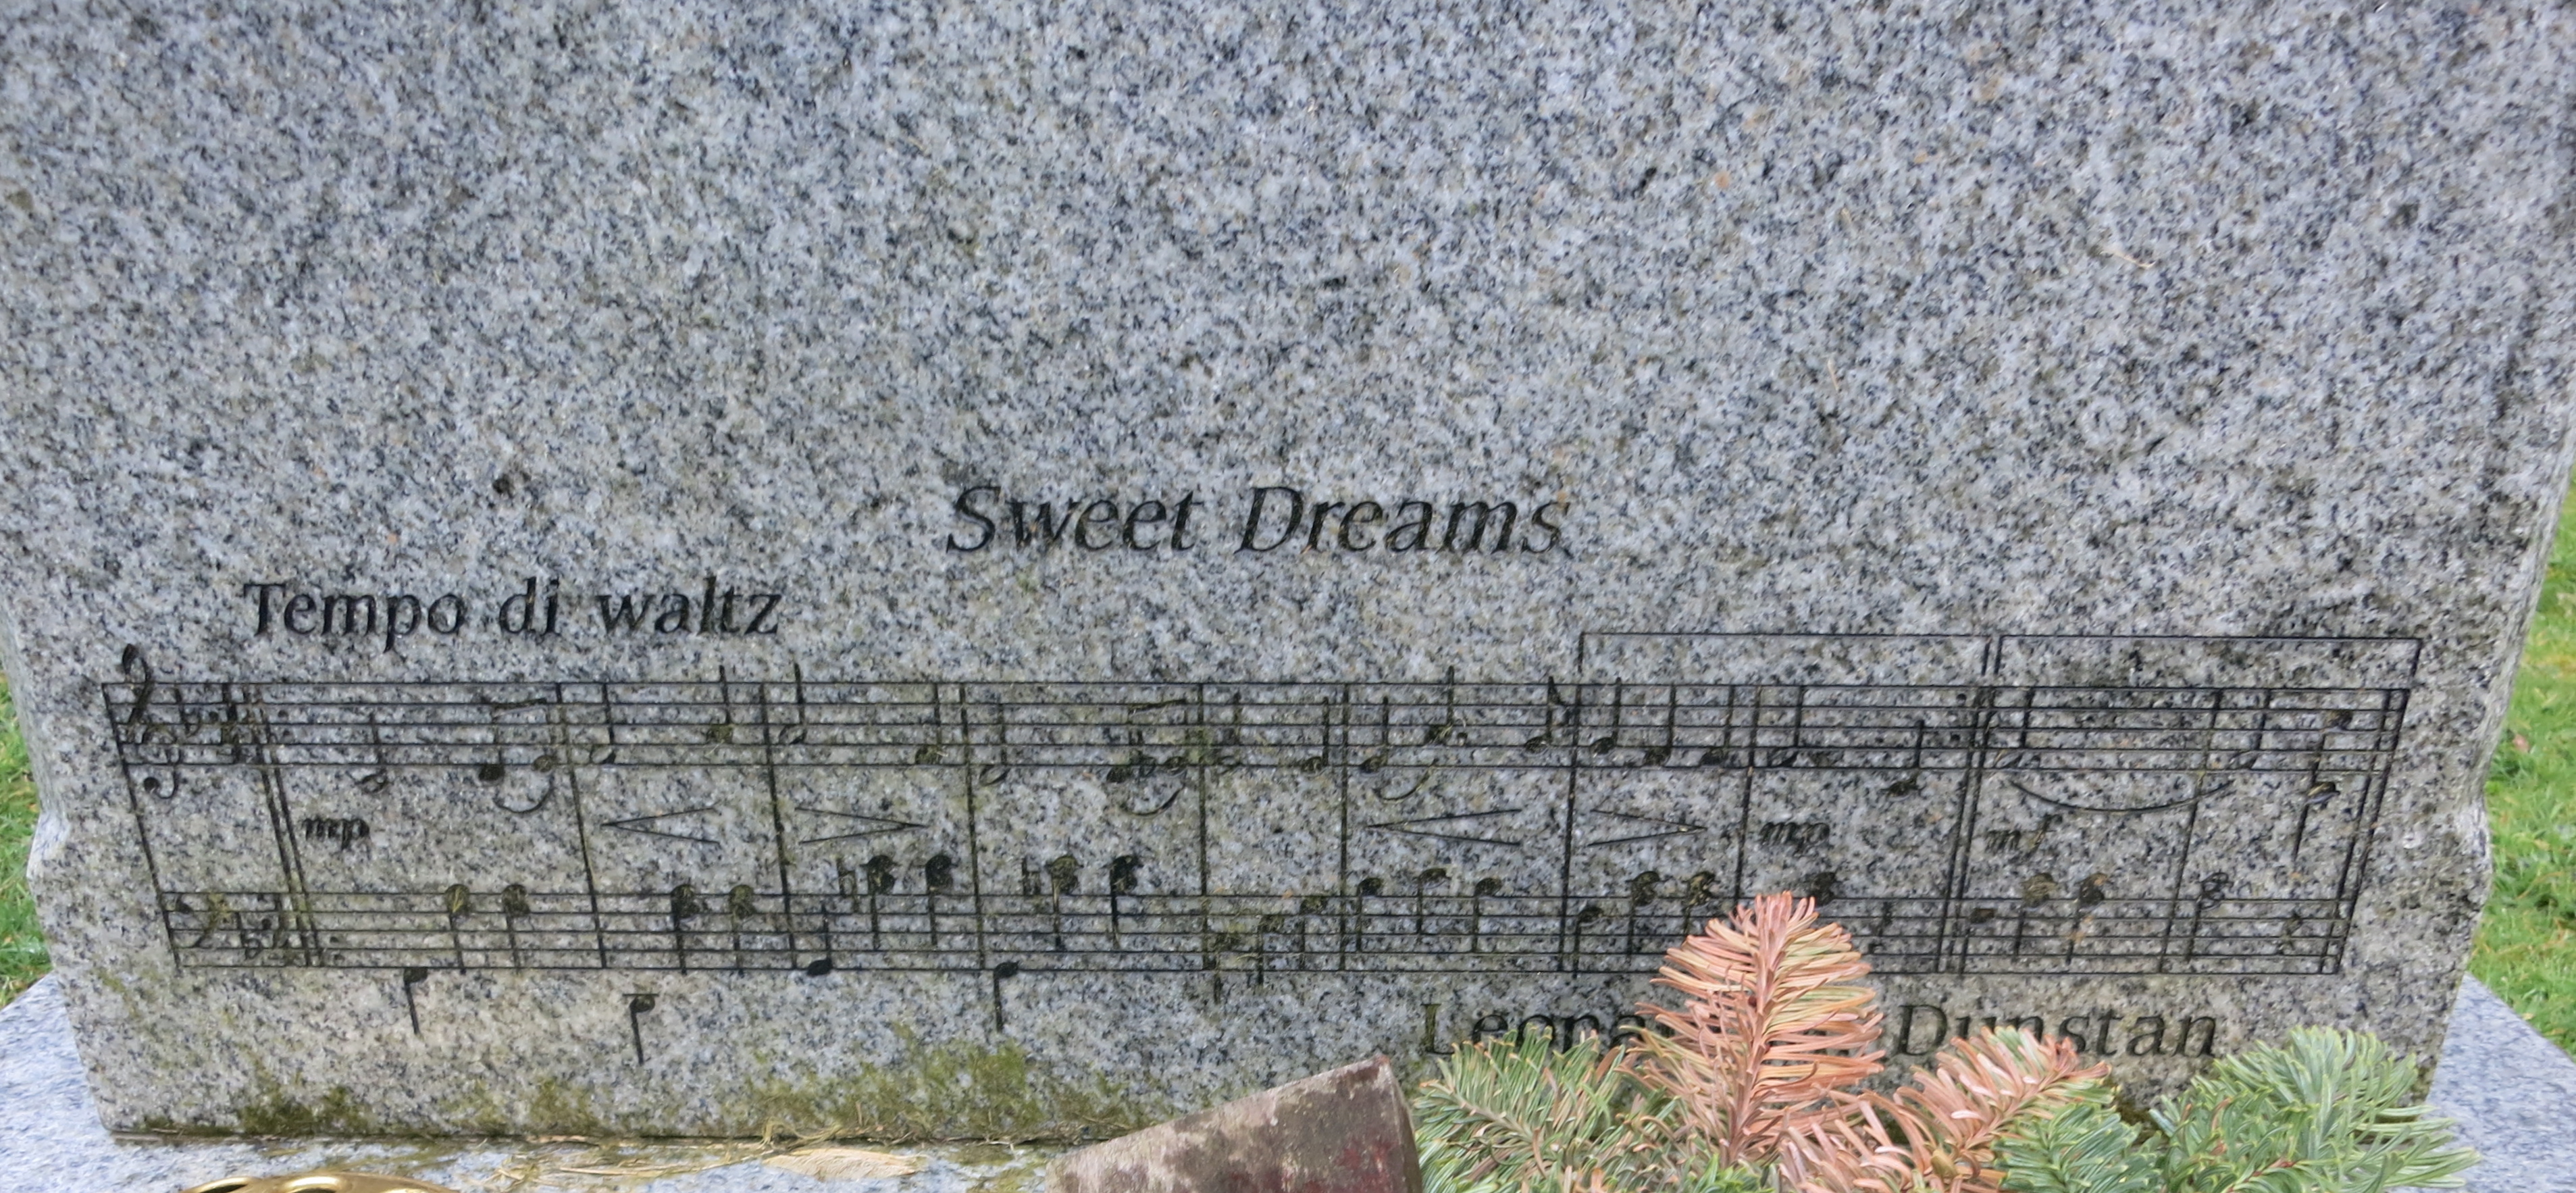 Sweet Dreams
Tempo di waltz
mp
mp
mf
Dunstan